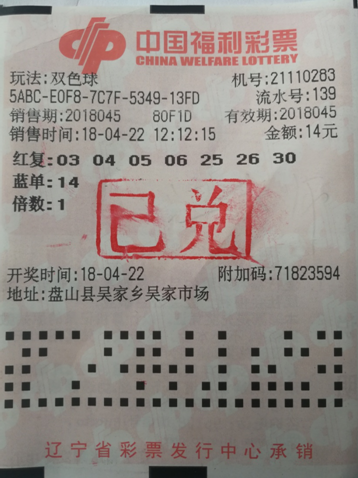 中国福利彩票
CHINA WELFARE LOTTERY
玩法:双色球 机号:21110283
5ABC-E0F8-7C7F-5349-13FD 流水号:139
销售期:2018045 80F1D 有效期:2018045
销售时间:18-04-22 12:12:15 金额:14元
红复:03 04 05 06 25 26 30
蓝单:14
倍数:1
已兑
开奖时间:18-04-22 附加码:71823594
地址:盘山县吴家乡吴家市场
辽宁省彩票发行中心承销